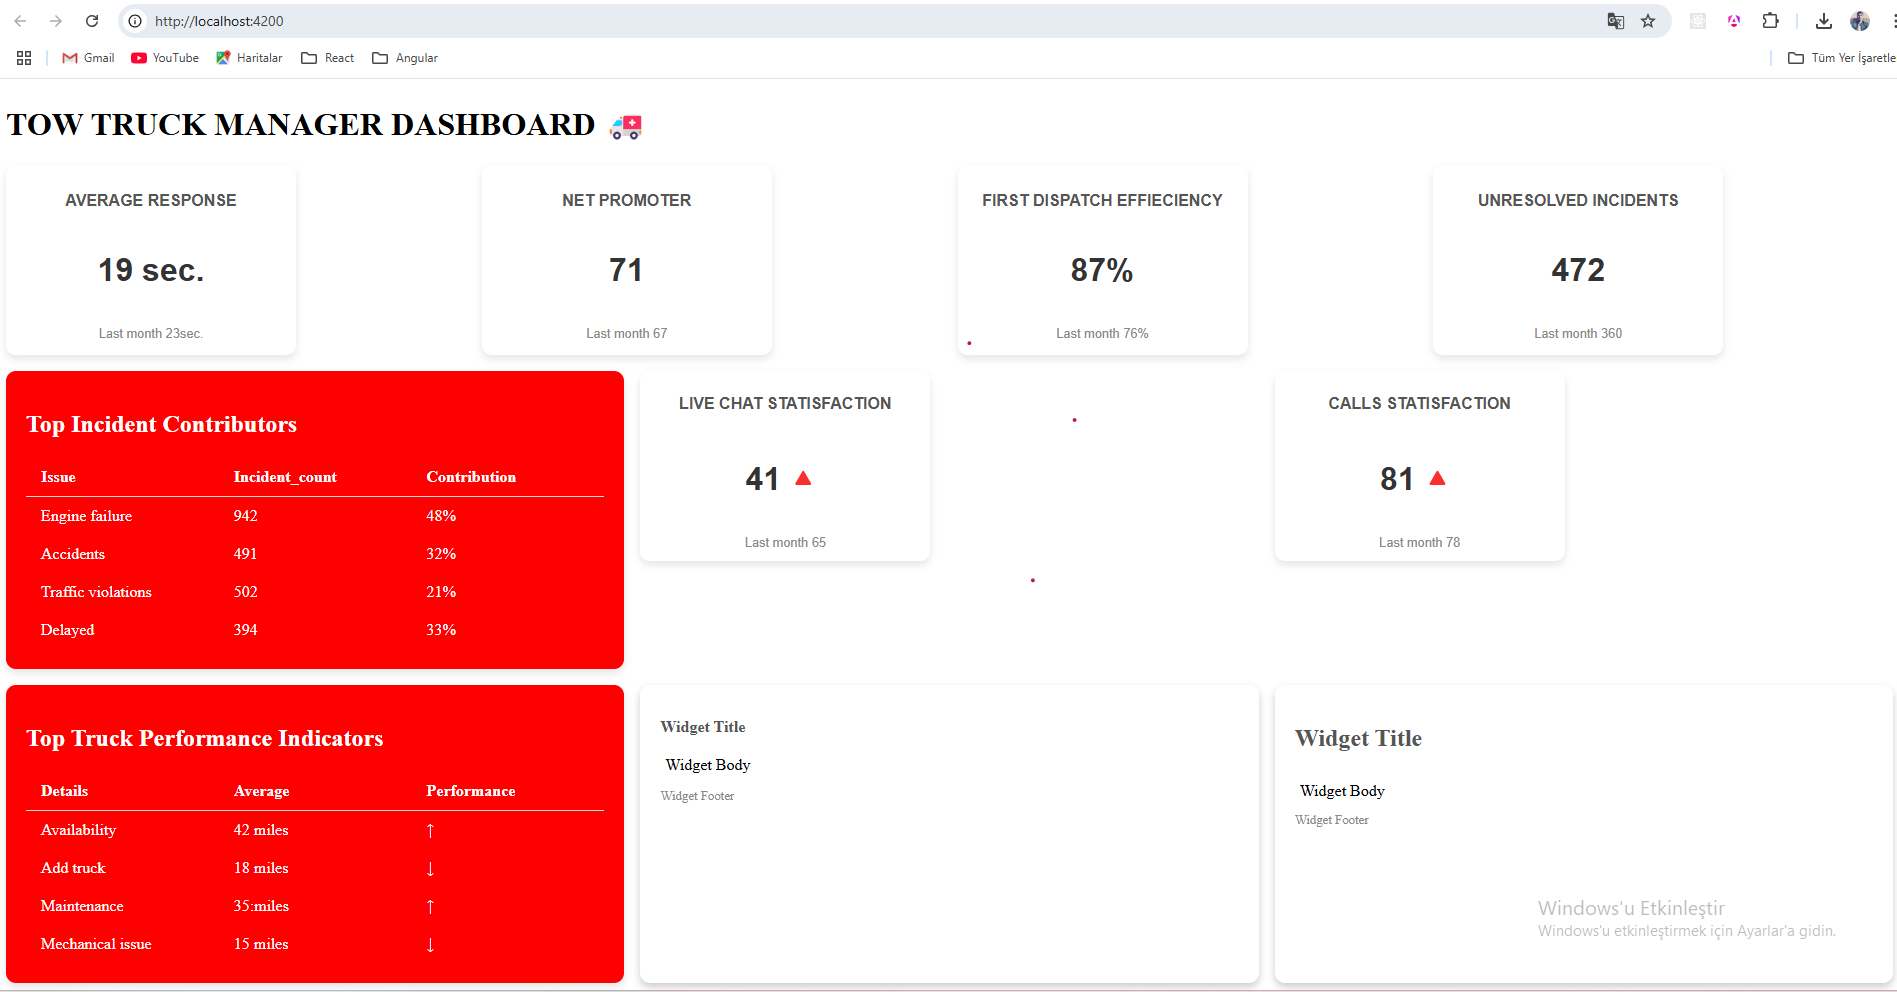 http://localhost:4200
Gmail YouTube Haritalar React Angular Tüm Yer İşaretle
TOW TRUCK MANAGER DASHBOARD
AVERAGE RESPONSE
19 sec.
Last month 23sec.
NET PROMOTER
71
Last month 67
FIRST DISPATCH EFFIECIENCY
87%
Last month 76%
UNRESOLVED INCIDENTS
472
Last month 360
Top Incident Contributors
Issue Incident_count Contribution
Engine failure 942 48%
Accidents 491 32%
Traffic violations 502 21%
Delayed 394 33%
LIVE CHAT STATISFACTION
41
Last month 65
CALLS STATISFACTION
81
Last month 78
Top Truck Performance Indicators
Details Average Performance
Availability 42 miles ↑
Add truck 18 miles ↓
Maintenance 35:miles ↑
Mechanical issue 15 miles ↓
Widget Title
Widget Body
Widget Footer
Widget Title
Widget Body
Widget Footer
Windows'u Etkinleştir
Windows'u etkinleştirmek için Ayarlar'a gidin.